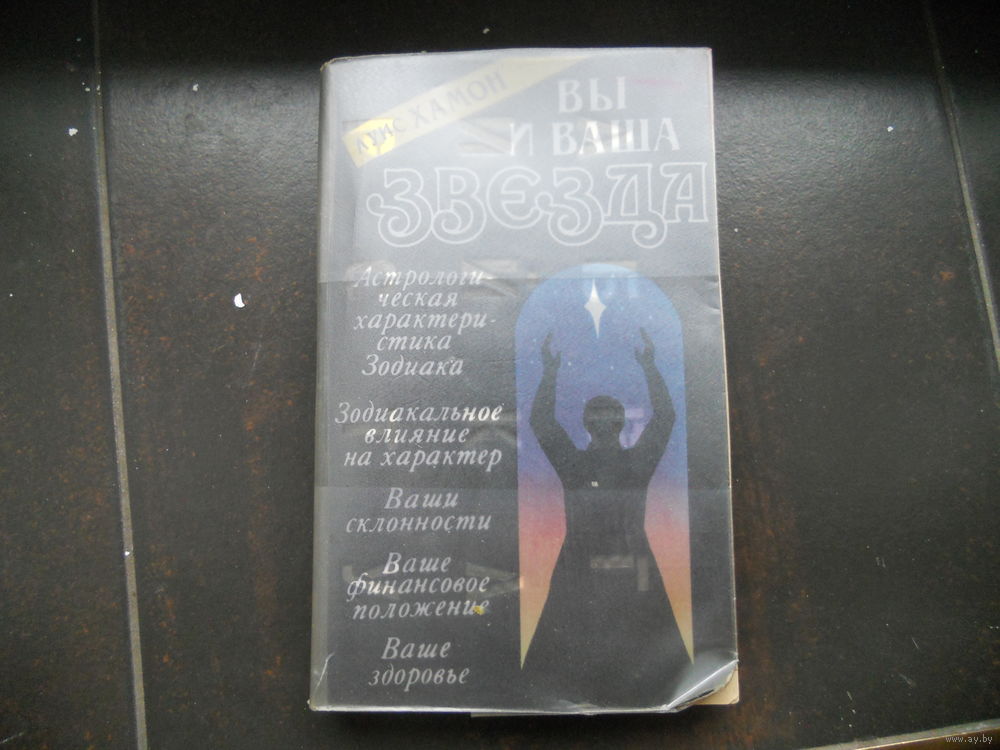 ЛУИС ХАМОН
ВЫ
И ВАША
ЗВЕЗДА
Астрологи-
ческая
характери-
стика
Зодиака
Зодиакальное
влияние
на характер
Ваши
склонности
Ваше
финансовое
положение
Ваше
здоровье
www.ay.by